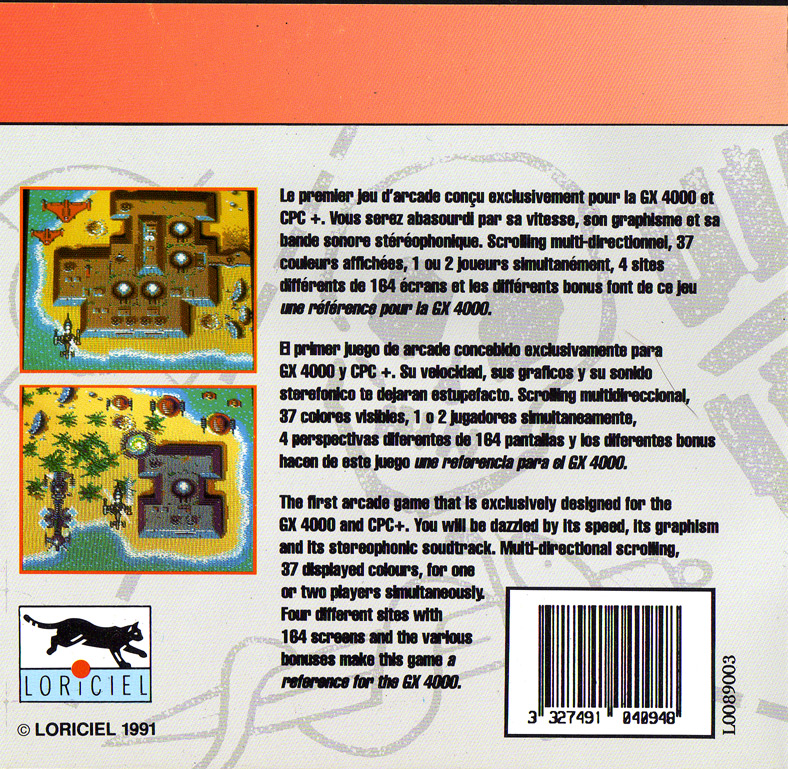 Le premier jeu d'arcade conçu exclusivement pour la GX 4000 et
CPC +. Vous serez abasourdi par sa vitesse, son graphisme et sa
bande sonore stéréophonique. Scrolling multi-directionnel, 37
couleurs affichées, 1 ou 2 joueurs simultanément, 4 sites
différents de 164 écrans et les différents bonus font de ce jeu
une référence pour la GX 4000.
El primer juego de arcade concebido exclusivamente para
GX 4000 y CPC +. Su velocidad, sus graficos y su sonido
sterefonico te dejaran estupefacto. Scrolling multidireccional,
37 colores visibles, 1 o 2 jugadores simultaneamente,
4 perspectivas diferentes de 164 pantallas y los diferentes bonus
hacen de este juego una referencia para el GX 4000.
The first arcade game that is exclusively designed for the
GX 4000 and CPC+. You will be dazzled by its speed, its graphism
and its stereophonic soudtrack. Multi-directional scrolling,
37 displayed colours, for one
or two players simultaneously.
Four different sites with
164 screens and the various
bonuses make this game a
reference for the GX 4000.
LORICIEL
© LORICIEL 1991
3 327491 040948
L0089003